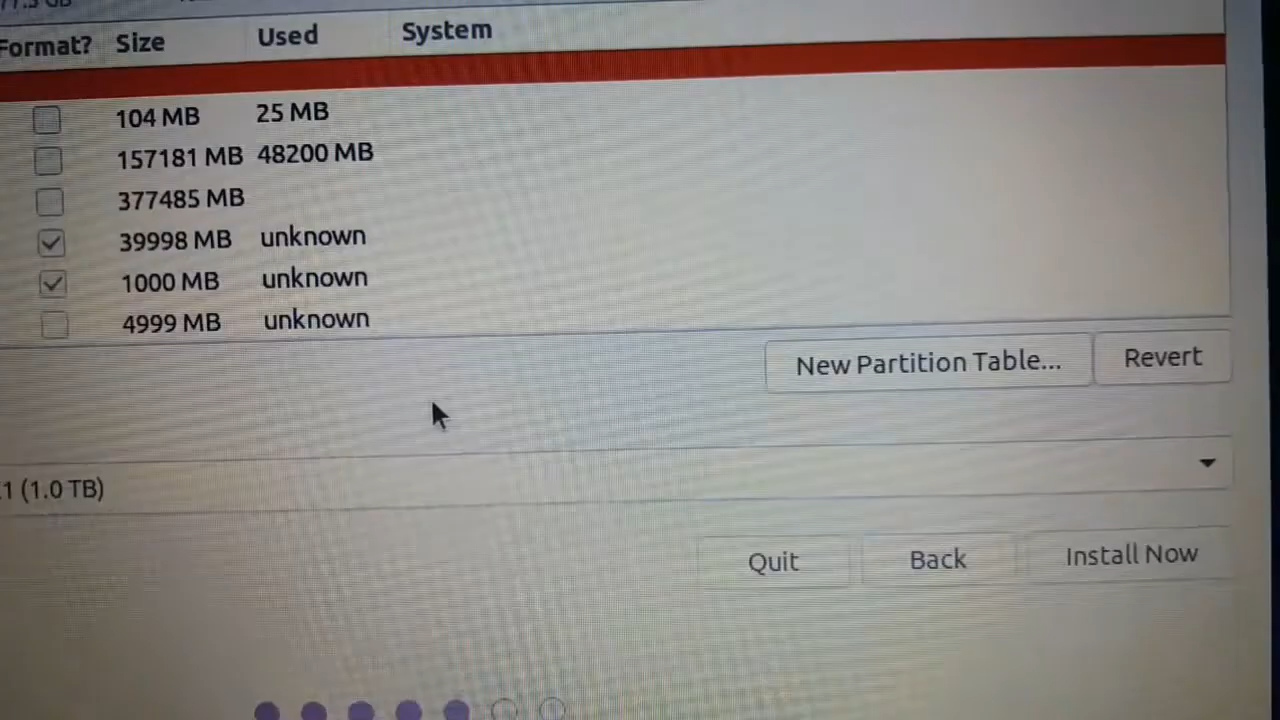 Format? Size Used System
104 MB 25 MB
157181 MB 48200 MB
377485 MB
39998 MB unknown
1000 MB unknown
4999 MB unknown
New Partition Table... Revert
1 (1.0 TB)
Quit Back Install Now